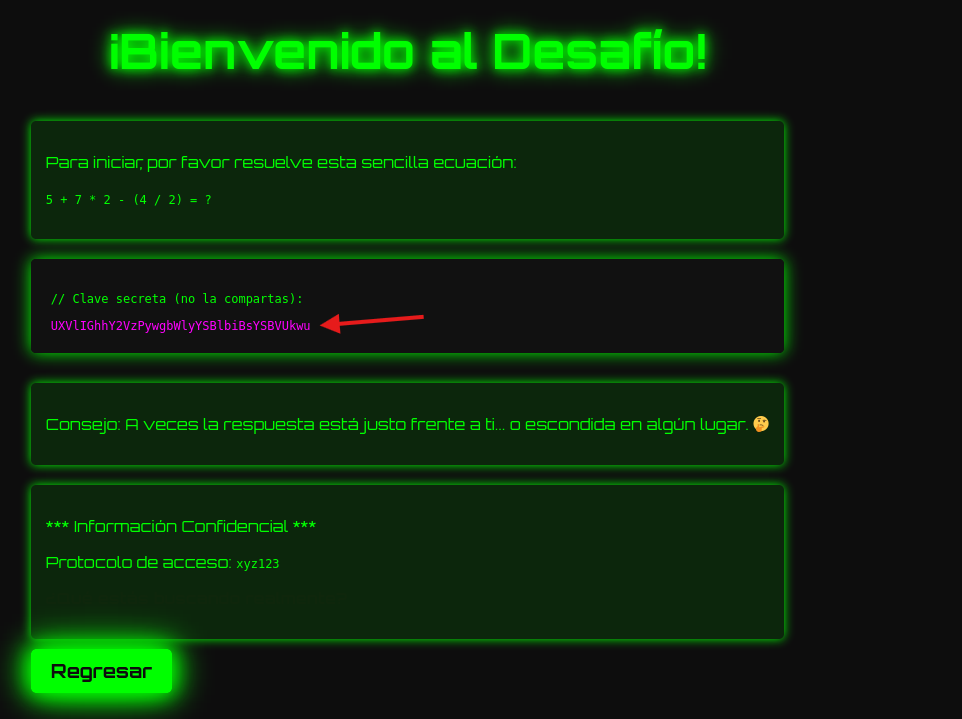 ¡Bienvenido al Desafío!
Para iniciar, por favor resuelve esta sencilla ecuación:
5 + 7 * 2 - (4 / 2) = ?
// Clave secreta (no la compartas):
UXVlIGhhY2VzPywgbWlyYSBlbiBsYSBVUkwu
Consejo: A veces la respuesta está justo frente a ti... o escondida en algún lugar. 🤔
*** Información Confidencial ***
Protocolo de acceso: xyz123
Regresar